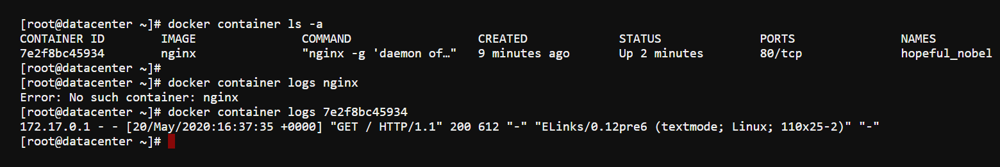 [root@datacenter ~]# docker container ls -a
CONTAINER ID        IMAGE               COMMAND                  CREATED             STATUS              PORTS               NAMES
7e2f8bc45934        nginx               "nginx -g 'daemon of…"   9 minutes ago       Up 2 minutes        80/tcp              hopeful_nobel
[root@datacenter ~]#
[root@datacenter ~]# docker container logs nginx
Error: No such container: nginx
[root@datacenter ~]# docker container logs 7e2f8bc45934
172.17.0.1 - - [20/May/2020:16:37:35 +0000] "GET / HTTP/1.1" 200 612 "-" "ELinks/0.12pre6 (textmode; Linux; 110x25-2)" "-"
[root@datacenter ~]#